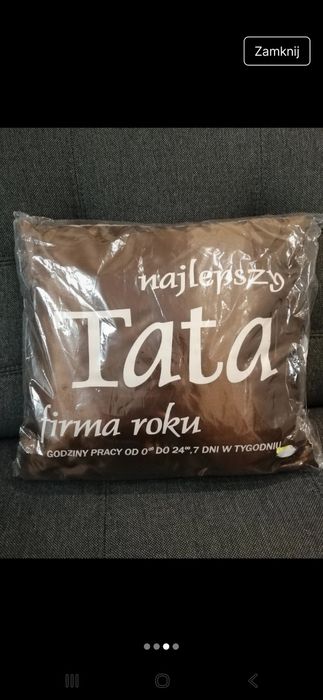 Zamknij
najlepszy
Tata
firma roku
GODZINY PRACY OD 0⁰⁰ DO 24⁰⁰, 7 DNI W TYGODNIU